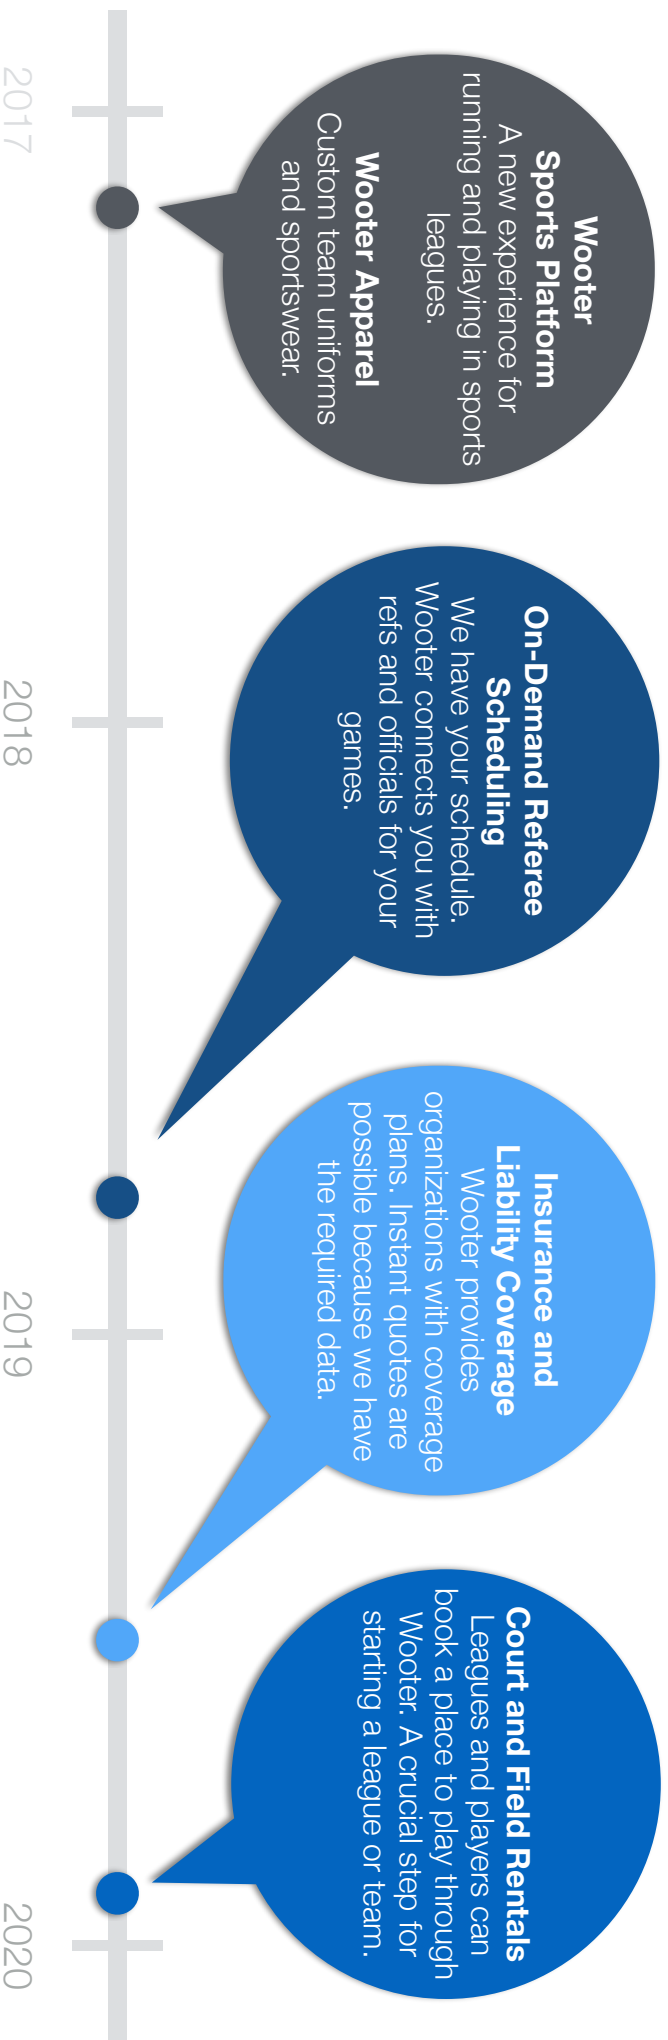 Wooter
Sports Platform
A new experience for
running and playing in sports
leagues.
Wooter Apparel
Custom team uniforms
and sportswear.
On-Demand Referee
Scheduling
We have your schedule.
Wooter connects you with
refs and officials for your
games.
Insurance and
Liability Coverage
Wooter provides
organizations with coverage
plans. Instant quotes are
possible because we have
the required data.
Court and Field Rentals
Leagues and players can
book a place to play through
Wooter. A crucial step for
starting a league or team.
2017
2018
2019
2020